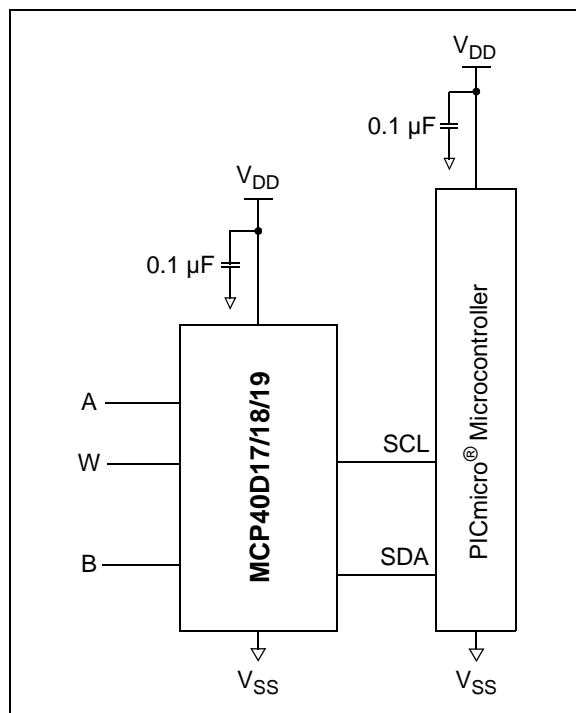 VDD
0.1 µF
VDD
0.1 µF
A
W
B
MCP40D17/18/19
SCL
SDA
PICmicro® Microcontroller
VSS
VSS